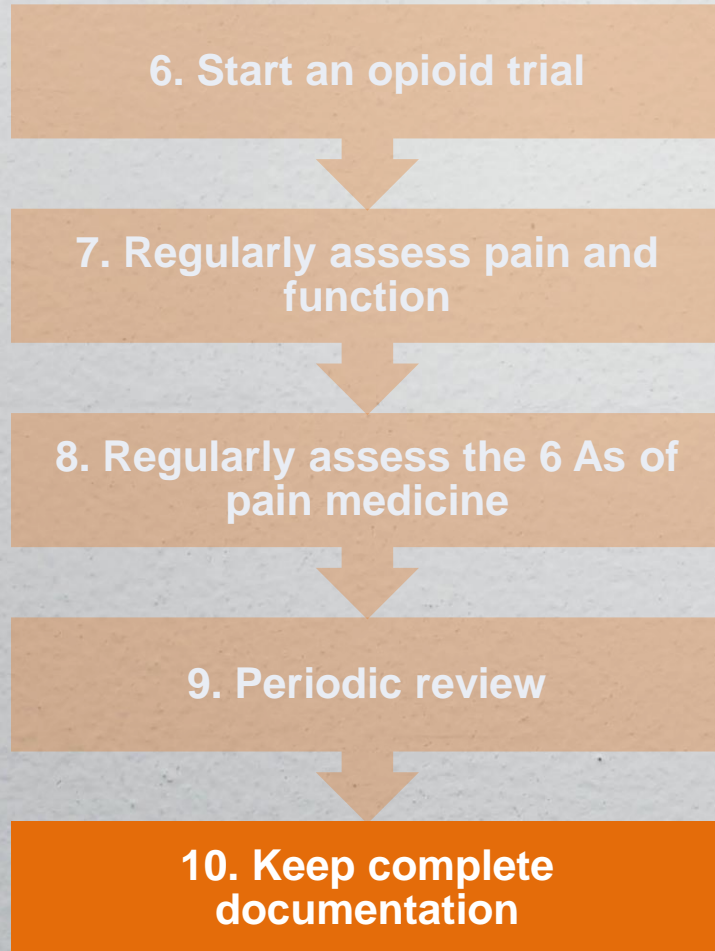 6. Start an opioid trial
7. Regularly assess pain and
function
8. Regularly assess the 6 As of
pain medicine
9. Periodic review
10. Keep complete
documentation